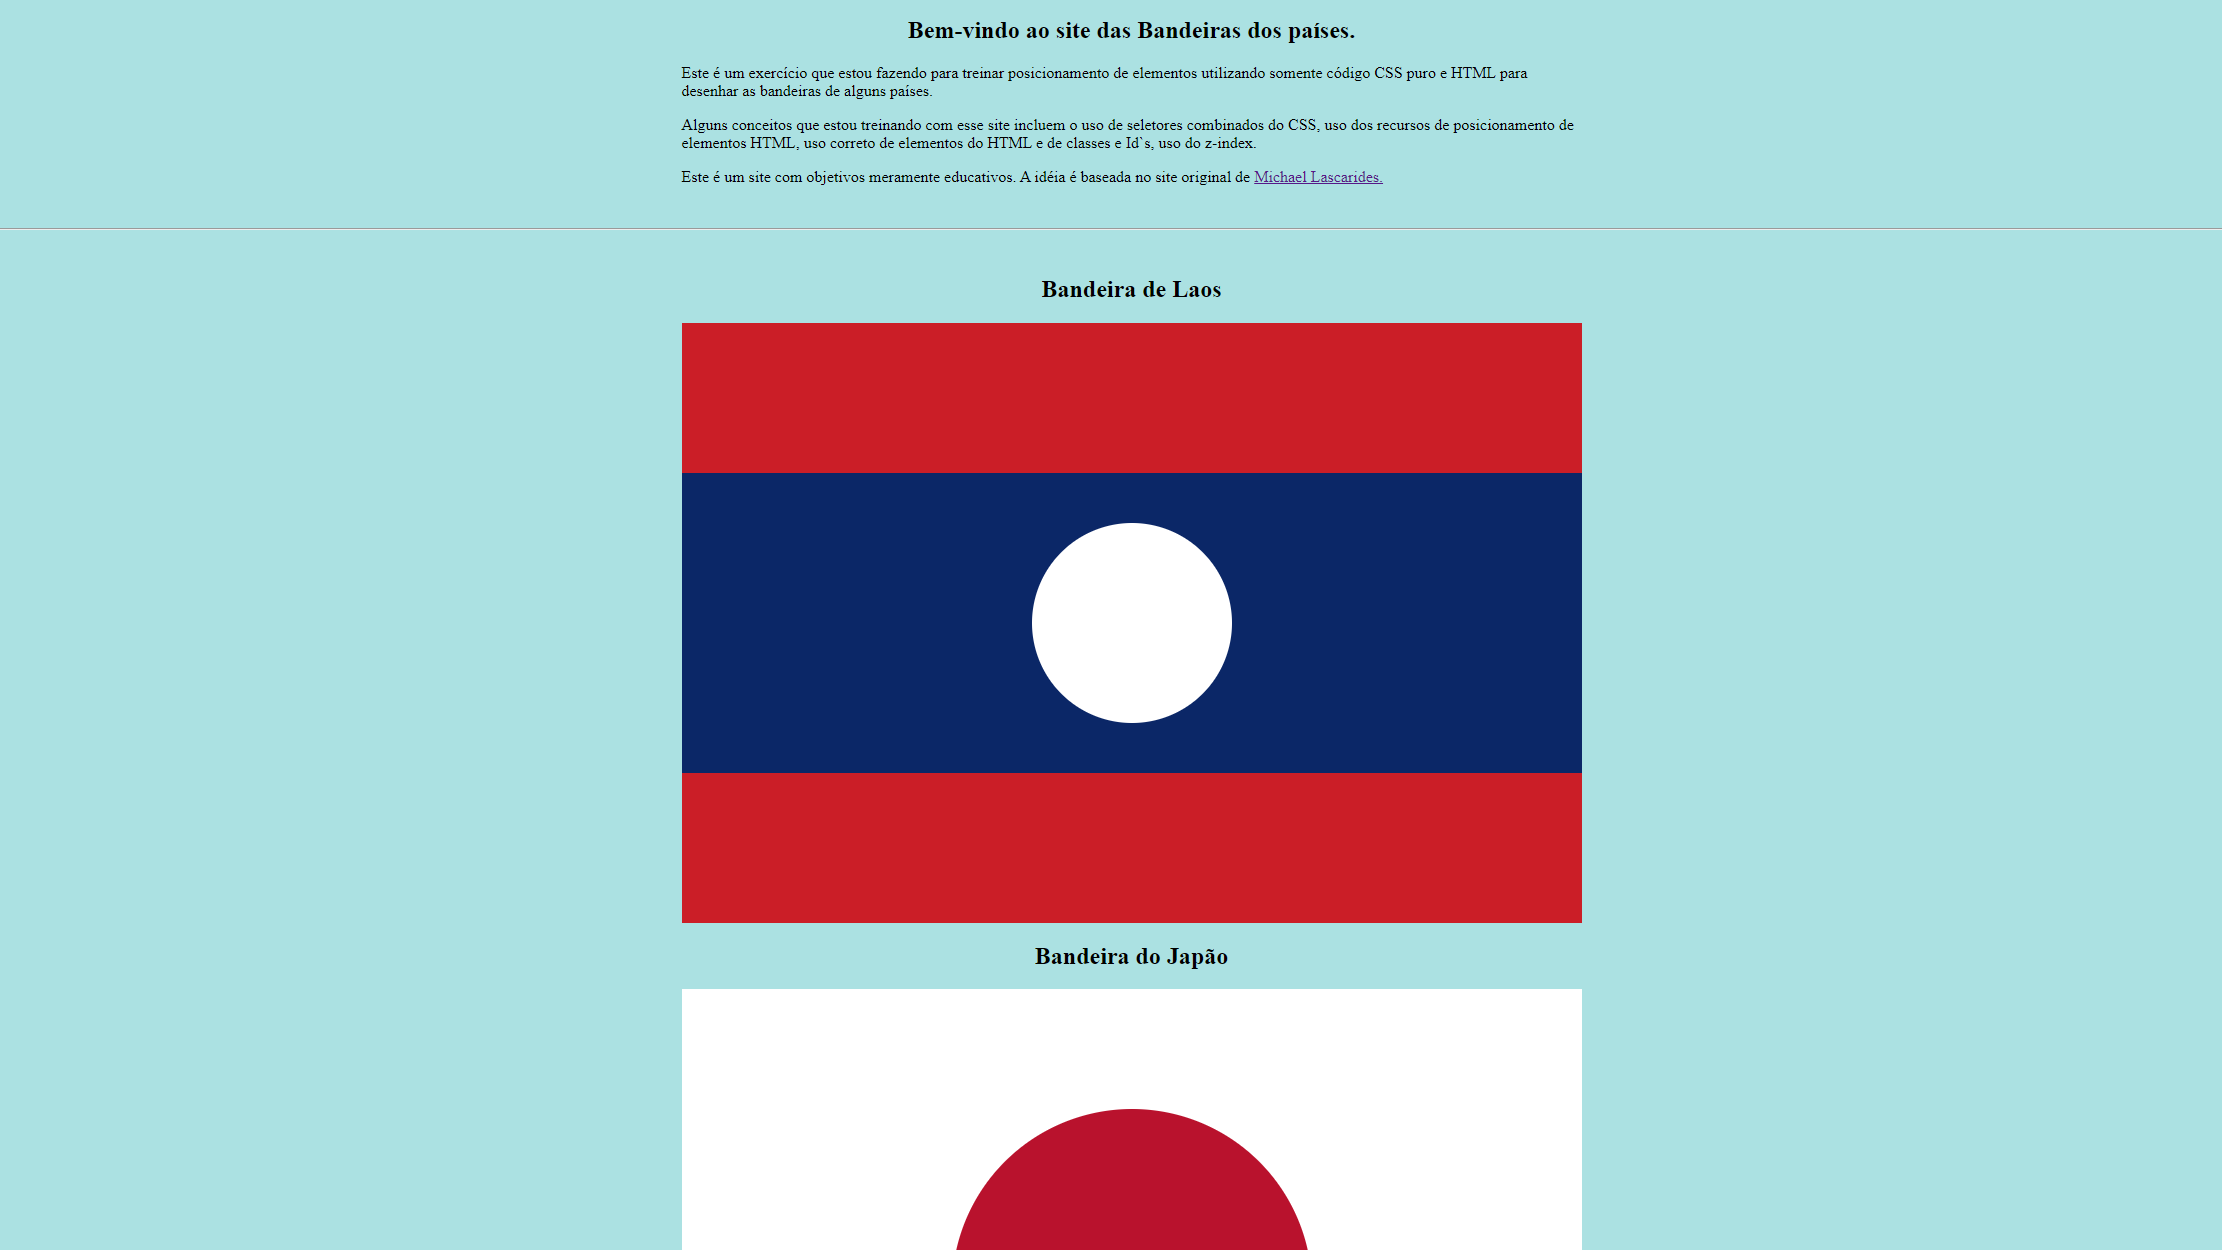 Bem-vindo ao site das Bandeiras dos países.
Este é um exercício que estou fazendo para treinar posicionamento de elementos utilizando somente código CSS puro e HTML para
desenhar as bandeiras de alguns países.
Alguns conceitos que estou treinando com esse site incluem o uso de seletores combinados do CSS, uso dos recursos de posicionamento de
elementos HTML, uso correto de elementos do HTML e de classes e Id`s, uso do z-index.
Este é um site com objetivos meramente educativos. A idéia é baseada no site original de Michael Lascarides.
Bandeira de Laos
Bandeira do Japão